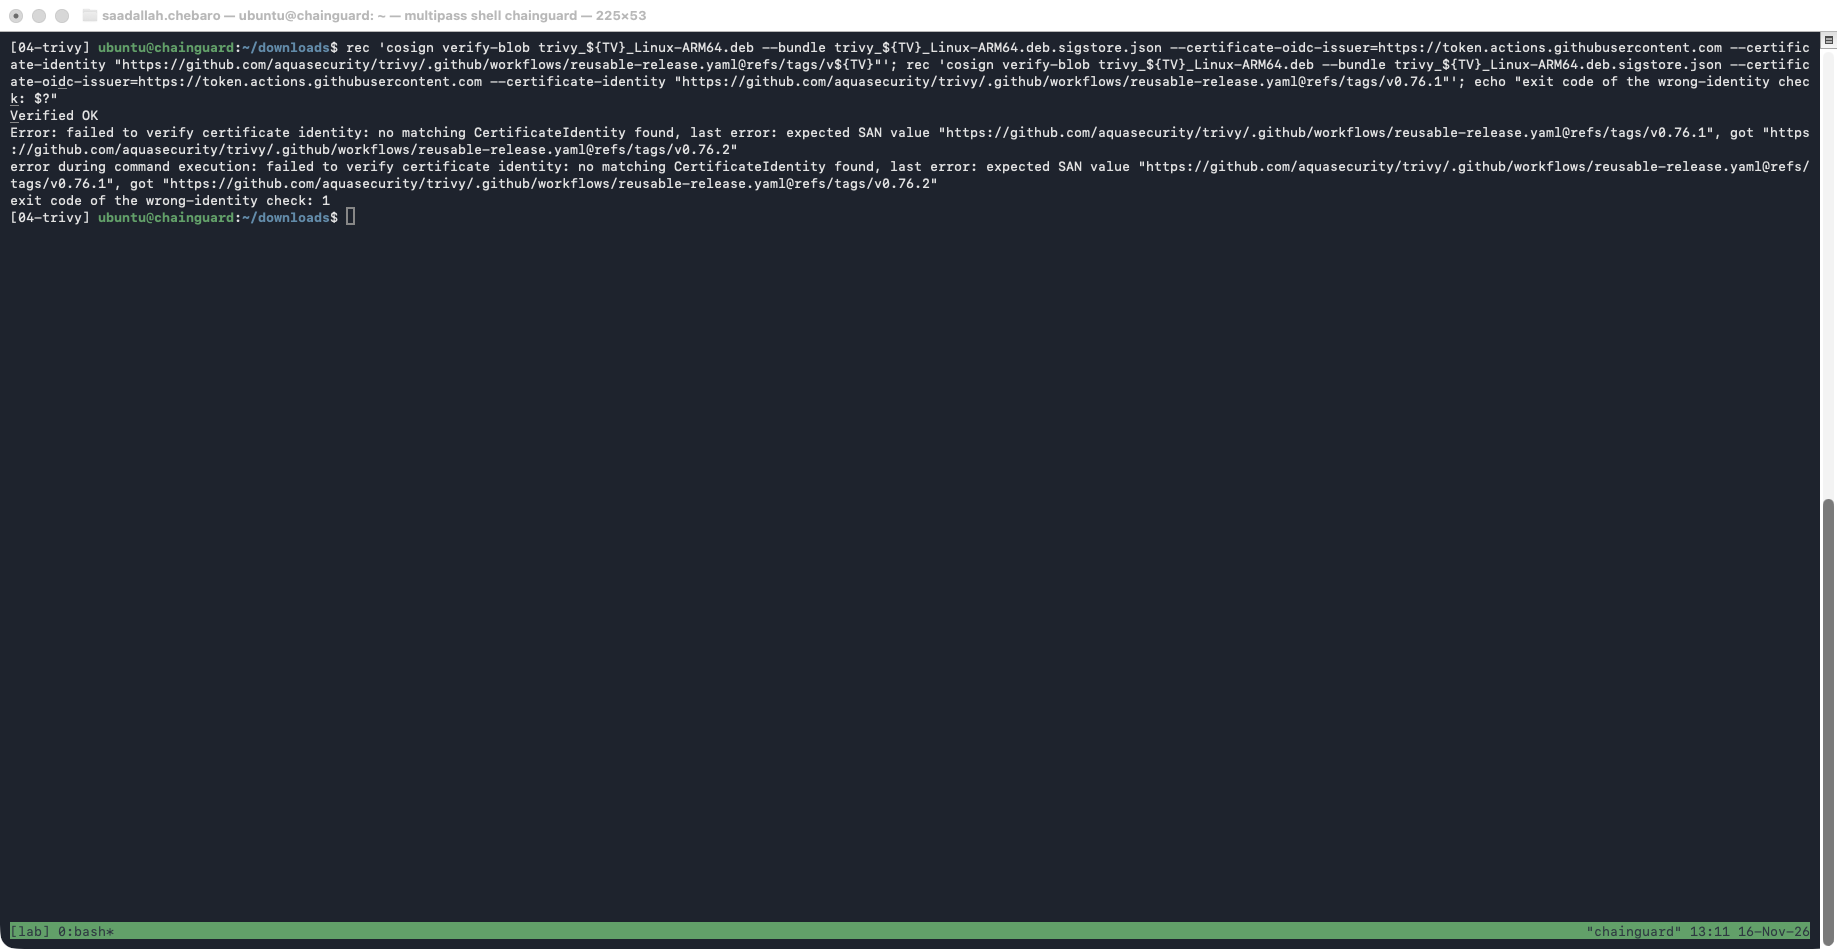 saadallah.chebaro — ubuntu@chainguard: ~ — multipass shell chainguard — 225×53
[04-trivy] ubuntu@chainguard:~/downloads$ rec 'cosign verify-blob trivy_${TV}_Linux-ARM64.deb --bundle trivy_${TV}_Linux-ARM64.deb.sigstore.json --certificate-oidc-issuer=https://token.actions.githubusercontent.com --certific
ate-identity "https://github.com/aquasecurity/trivy/.github/workflows/reusable-release.yaml@refs/tags/v${TV}"'; rec 'cosign verify-blob trivy_${TV}_Linux-ARM64.deb --bundle trivy_${TV}_Linux-ARM64.deb.sigstore.json --certific
ate-oidc-issuer=https://token.actions.githubusercontent.com --certificate-identity "https://github.com/aquasecurity/trivy/.github/workflows/reusable-release.yaml@refs/tags/v0.76.1"'; echo "exit code of the wrong-identity chec
k: $?"
Verified OK
Error: failed to verify certificate identity: no matching CertificateIdentity found, last error: expected SAN value "https://github.com/aquasecurity/trivy/.github/workflows/reusable-release.yaml@refs/tags/v0.76.1", got "https
://github.com/aquasecurity/trivy/.github/workflows/reusable-release.yaml@refs/tags/v0.76.2"
error during command execution: failed to verify certificate identity: no matching CertificateIdentity found, last error: expected SAN value "https://github.com/aquasecurity/trivy/.github/workflows/reusable-release.yaml@refs/
tags/v0.76.1", got "https://github.com/aquasecurity/trivy/.github/workflows/reusable-release.yaml@refs/tags/v0.76.2"
exit code of the wrong-identity check: 1
[04-trivy] ubuntu@chainguard:~/downloads$
[lab] 0:bash* "chainguard" 13:11 16-Nov-26